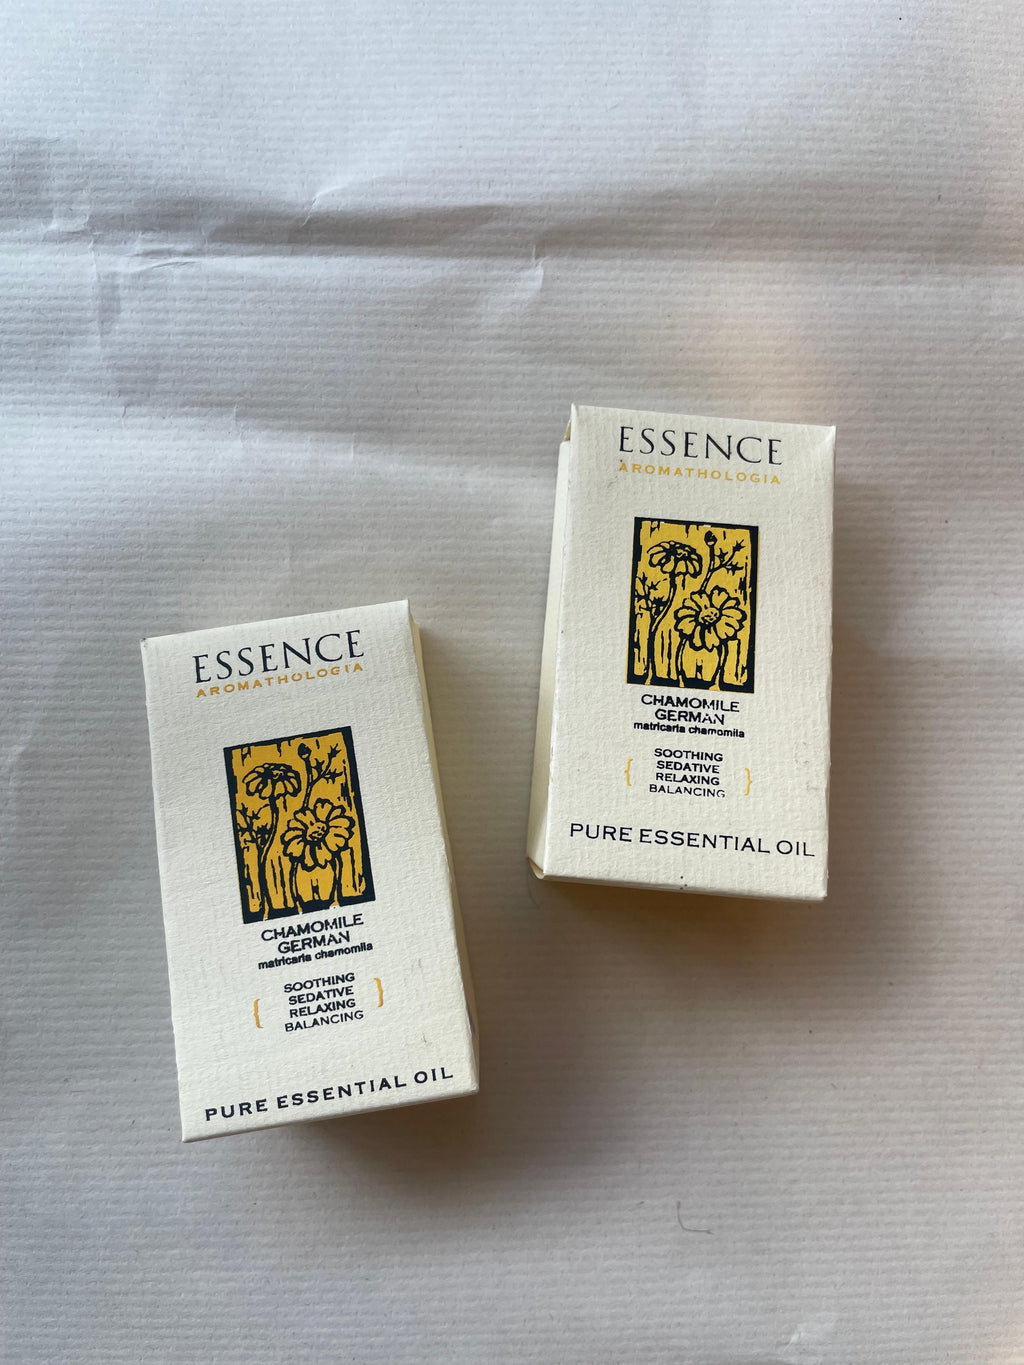 ESSENCE
AROMATHOLOGIA
CHAMOMILE
GERMAN
matricaria chamomila
{ SOOTHING
SEDATIVE
RELAXING
BALANCING }
PURE ESSENTIAL OIL
ESSENCE
AROMATHOLOGIA
CHAMOMILE
GERMAN
matricaria chamomila
{ SOOTHING
SEDATIVE
RELAXING
BALANCING }
PURE ESSENTIAL OIL